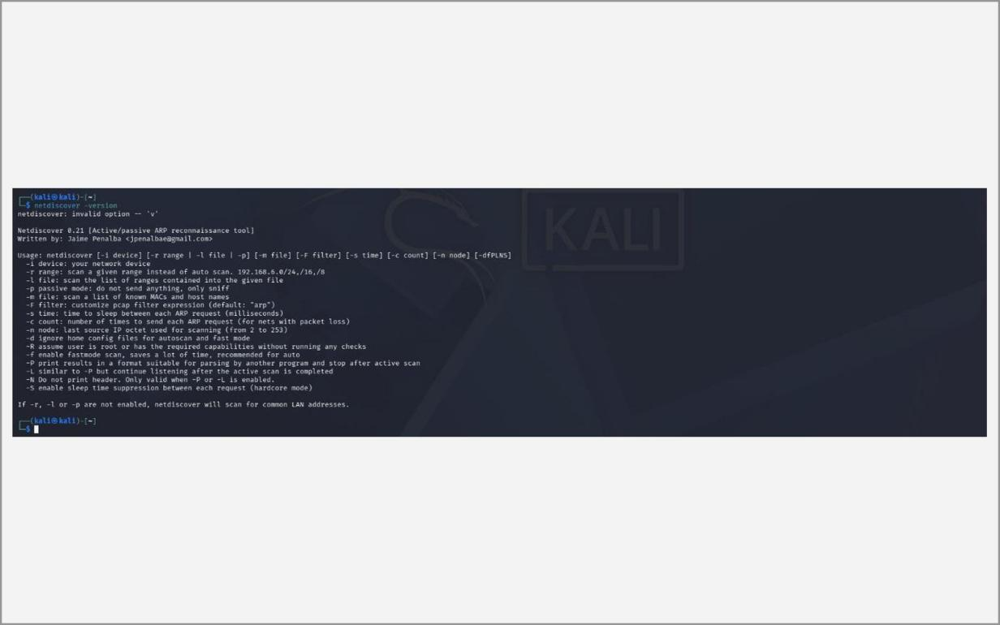 ┌──(kali㉿kali)-[~]
└─$ netdiscover -version
netdiscover: invalid option -- 'v'
Netdiscover 0.21 [Active/passive ARP reconnaissance tool]
Written by: Jaime Penalba <jpenalbae@gmail.com>
Usage: netdiscover [-i device] [-r range | -l file | -p] [-m file] [-F filter] [-s time] [-c count] [-n node] [-dfPLNS]
-i device: your network device
-r range: scan a given range instead of auto scan. 192.168.6.0/24,/16,/8
-l file: scan the list of ranges contained into the given file
-p passive mode: do not send anything, only sniff
-m file: scan a list of known MACs and host names
-F filter: customize pcap filter expression (default: "arp")
-s time: time to sleep between each ARP request (milliseconds)
-c count: number of times to send each ARP request (for nets with packet loss)
-n node: last source IP octet used for scanning (from 2 to 253)
-d ignore home config files for autoscan and fast mode
-R assume user is root or has the required capabilities without running any checks
-f enable fastmode scan, saves a lot of time, recommended for auto
-P print results in a format suitable for parsing by another program and stop after active scan
-L similar to -P but continue listening after the active scan is completed
-N Do not print header. Only valid when -P or -L is enabled.
-S enable sleep time suppression between each request (hardcore mode)
If -r, -l or -p are not enabled, netdiscover will scan for common LAN addresses.
┌──(kali㉿kali)-[~]
└─$
KALI